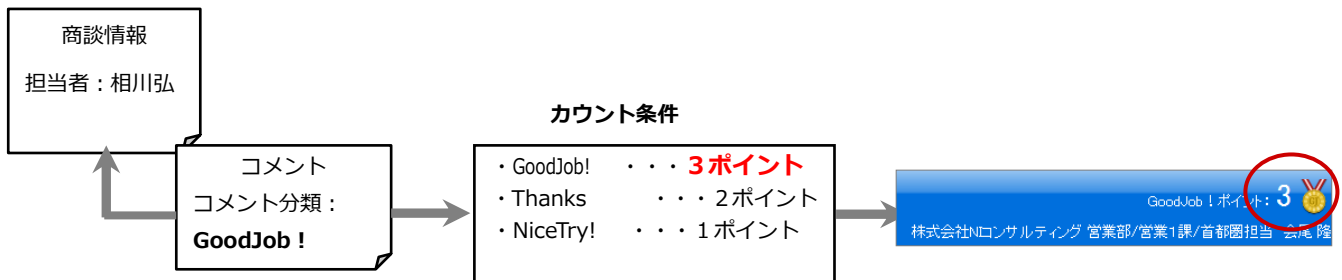 商談情報
担当者：相川弘
コメント
コメント分類：
GoodJob！
カウント条件
・GoodJob!　・・・３ポイント
・Thanks　・・・２ポイント
・NiceTry!　・・・１ポイント
GoodJob！ポイント: 3
株式会社NIコンサルティング 営業部/営業1課/首都圏担当 会尾 隆